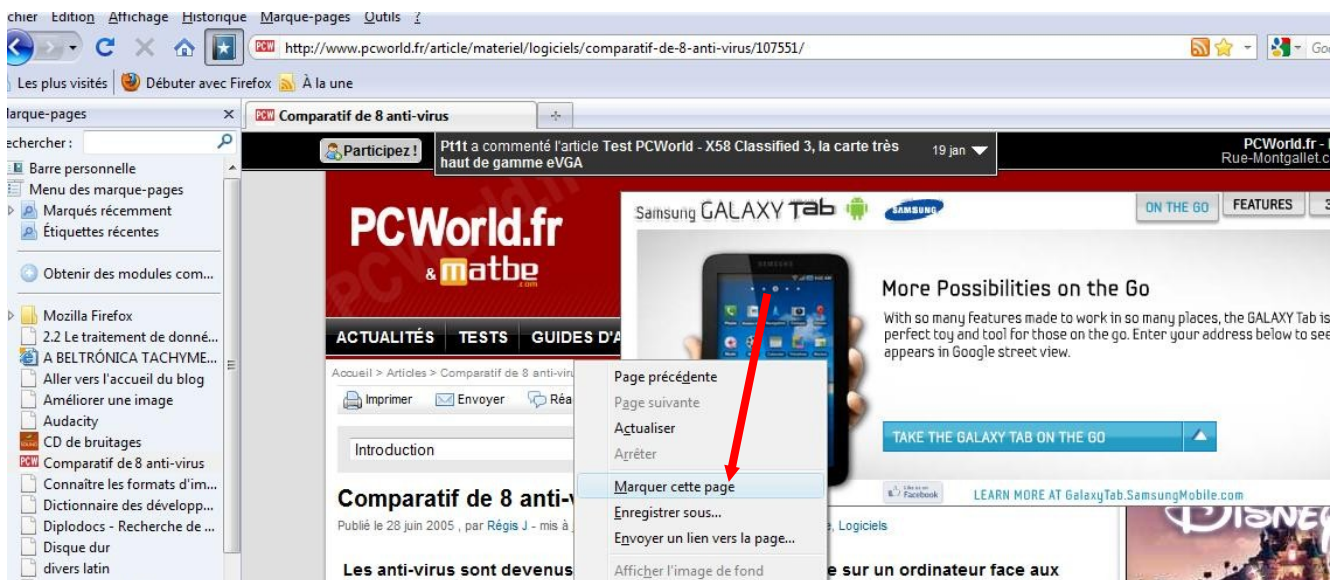 chier Edition Affichage Historique Marque-pages Outils ?
http://www.pcworld.fr/article/materiel/logiciels/comparatif-de-8-anti-virus/107551/
Goo
Les plus visités Débuter avec Firefox À la une
arque-pages x
Comparatif de 8 anti-virus
echercher :
Barre personnelle
Menu des marque-pages
Marqués récemment
Étiquettes récentes
Obtenir des modules com...
Mozilla Firefox
2.2 Le traitement de donné...
A BELTRÓNICA TACHYME...
Aller vers l'accueil du blog
Améliorer une image
Audacity
CD de bruitages
Comparatif de 8 anti-virus
Connaître les formats d'im...
Dictionnaire des développ...
Diplodocs - Recherche de ...
Disque dur
divers latin
Participez !
Pt1t a commenté l'article Test PCWorld - X58 Classified 3, la carte très
haut de gamme eVGA
19 jan
PCWorld.fr -
Rue-Montgallet.c
PCWorld.fr
& matbe
.com
ACTUALITÉS TESTS GUIDES D'A
Accueil > Articles > Comparatif de 8 anti-viru
Imprimer Envoyer Réa
Introduction
Comparatif de 8 anti-v
Publié le 28 juin 2005 , par Régis J - mis à j
, Logiciels
Les anti-virus sont devenus
e sur un ordinateur face aux
Page précédente
Page suivante
Actualiser
Arrêter
Marquer cette page
Enregistrer sous...
Envoyer un lien vers la page...
Afficher l'image de fond
Samsung GALAXY Tab SAMSUNG
ON THE GO FEATURES 3
SAMSUNG
More Possibilities on the Go
With so many features made to work in so many places, the GALAXY Tab is
perfect toy and tool for those on the go. Enter your address below to see
appears in Google street view.
TAKE THE GALAXY TAB ON THE GO
Facebook
LEARN MORE AT GalaxyTab.SamsungMobile.com
DISNEY